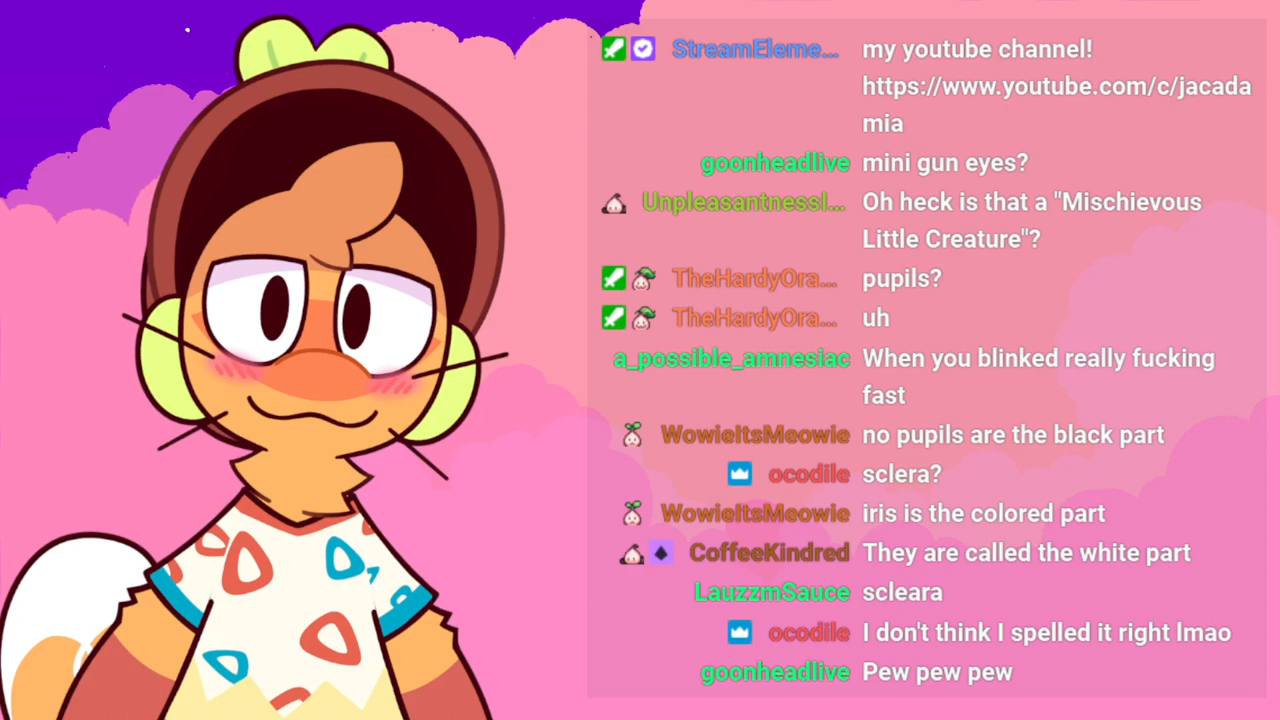 StreamEleme... my youtube channel!
https://www.youtube.com/c/jacada
mia
goonheadlive mini gun eyes?
Unpleasantnessl... Oh heck is that a "Mischievous
Little Creature"?
TheHardyOra... pupils?
TheHardyOra... uh
a_possible_amnesiac When you blinked really fucking
fast
WowieItsMeowie no pupils are the black part
ocodile sclera?
WowieItsMeowie iris is the colored part
CoffeeKindred They are called the white part
LauzzmSauce scleara
ocodile I don't think I spelled it right lmao
goonheadlive Pew pew pew